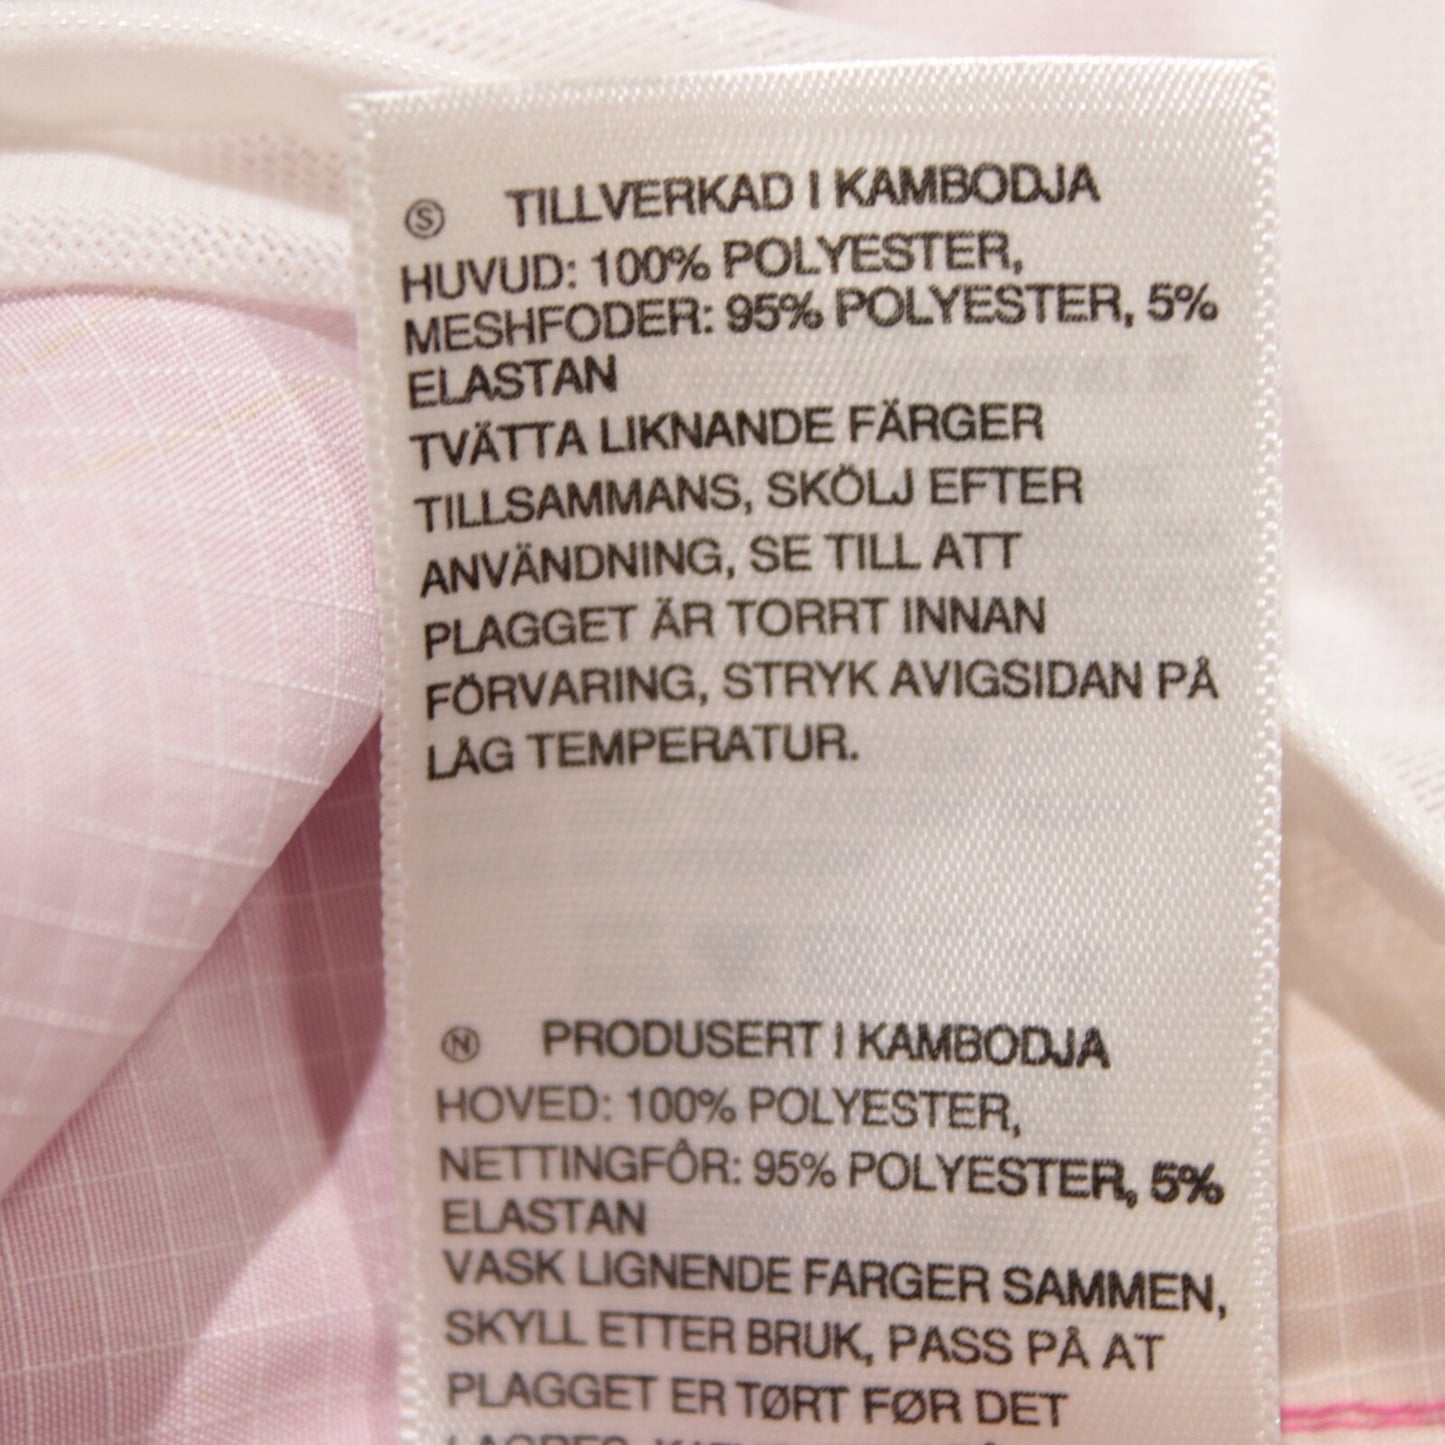 Ⓢ TILLVERKAD I KAMBODJA
HUVUD: 100% POLYESTER,
MESHFODER: 95% POLYESTER, 5%
ELASTAN
TVÄTTA LIKNANDE FÄRGER
TILLSAMMANS, SKÖLJ EFTER
ANVÄNDNING, SE TILL ATT
PLAGGET ÄR TORRT INNAN
FÖRVARING, STRYK AVIGSIDAN PÅ
LÅG TEMPERATUR.
Ⓝ PRODUSERT I KAMBODJA
HOVED: 100% POLYESTER,
NETTINGFÔR: 95% POLYESTER, 5%
ELASTAN
VASK LIGNENDE FARGER SAMMEN,
SKYLL ETTER BRUK, PASS PÅ AT
PLAGGET ER TØRT FØR DET